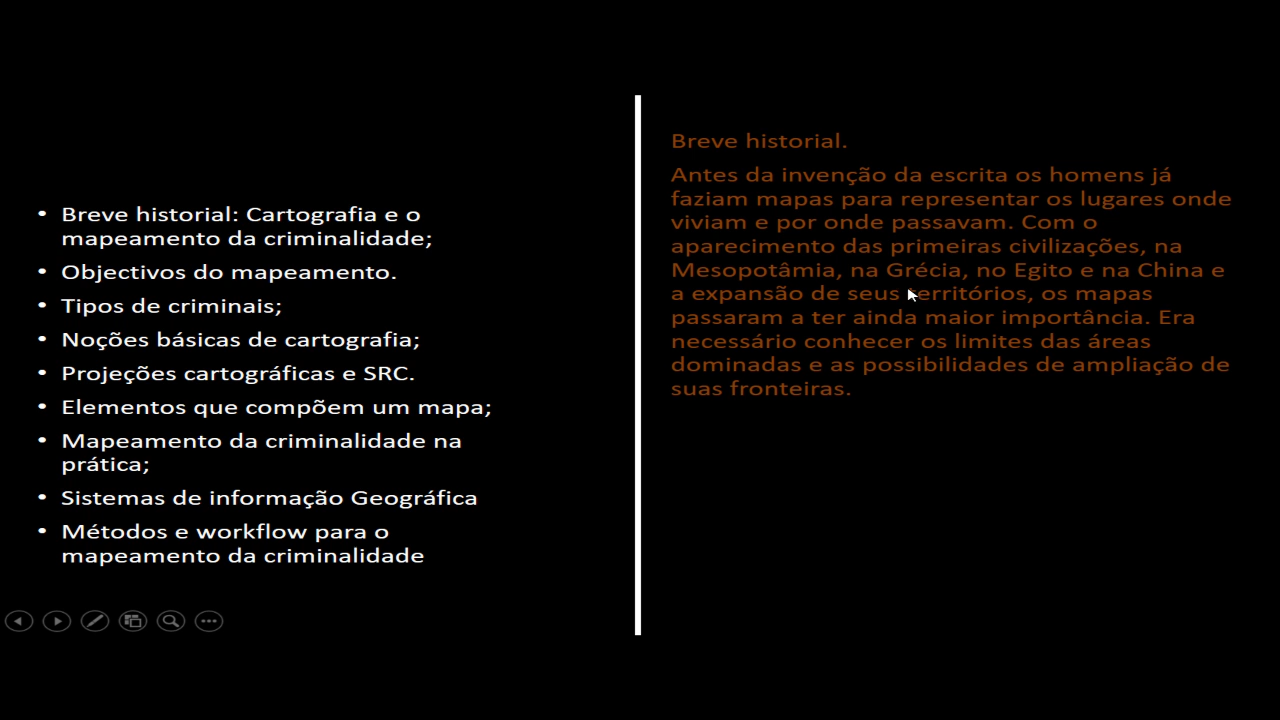 • Breve historial: Cartografia e o
mapeamento da criminalidade;
• Objectivos do mapeamento.
• Tipos de criminais;
• Noções básicas de cartografia;
• Projeções cartográficas e SRC.
• Elementos que compõem um mapa;
• Mapeamento da criminalidade na
prática;
• Sistemas de informação Geográfica
• Métodos e workflow para o
mapeamento da criminalidade
Breve historial.
Antes da invenção da escrita os homens já
faziam mapas para representar os lugares onde
viviam e por onde passavam. Com o
aparecimento das primeiras civilizações, na
Mesopotâmia, na Grécia, no Egito e na China e
a expansão de seus territórios, os mapas
passaram a ter ainda maior importância. Era
necessário conhecer os limites das áreas
dominadas e as possibilidades de ampliação de
suas fronteiras.